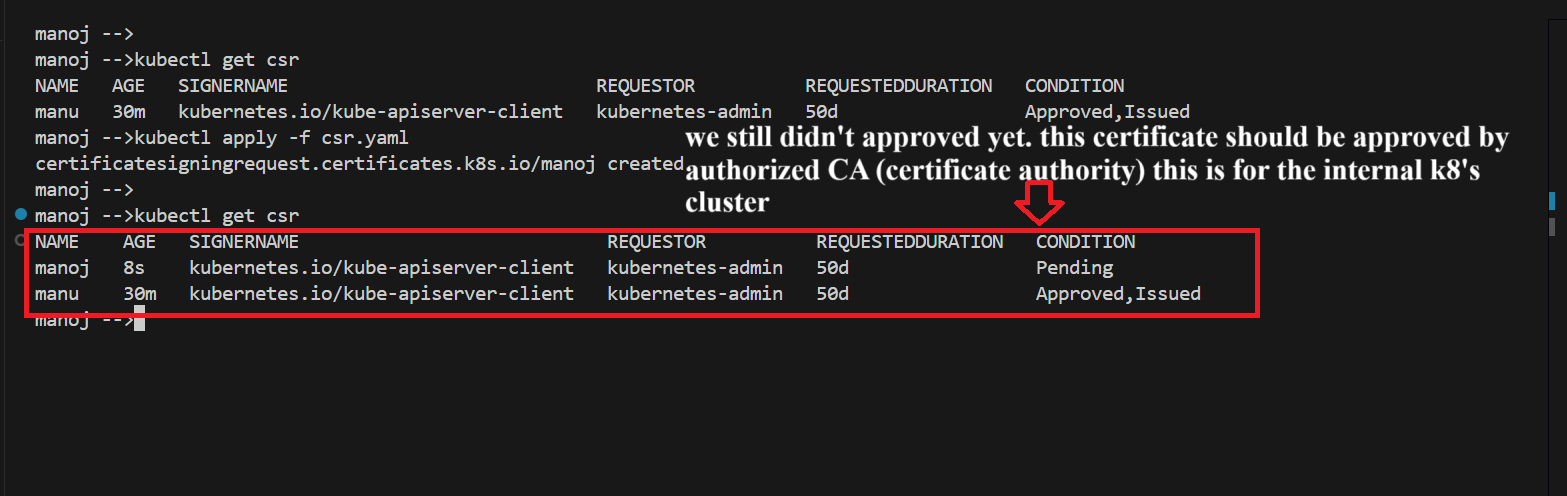 manoj -->
manoj -->kubectl get csr
NAME AGE SIGNERNAME REQUESTOR REQUESTEDDURATION CONDITION
manu 30m kubernetes.io/kube-apiserver-client kubernetes-admin 50d Approved,Issued
manoj -->kubectl apply -f csr.yaml
certificatesigningrequest.certificates.k8s.io/manoj created
we still didn't approved yet. this certificate should be approved by
authorized CA (certificate authority) this is for the internal k8's
cluster
manoj -->
manoj -->kubectl get csr
NAME AGE SIGNERNAME REQUESTOR REQUESTEDDURATION CONDITION
manoj 8s kubernetes.io/kube-apiserver-client kubernetes-admin 50d Pending
manu 30m kubernetes.io/kube-apiserver-client kubernetes-admin 50d Approved,Issued
manoj -->